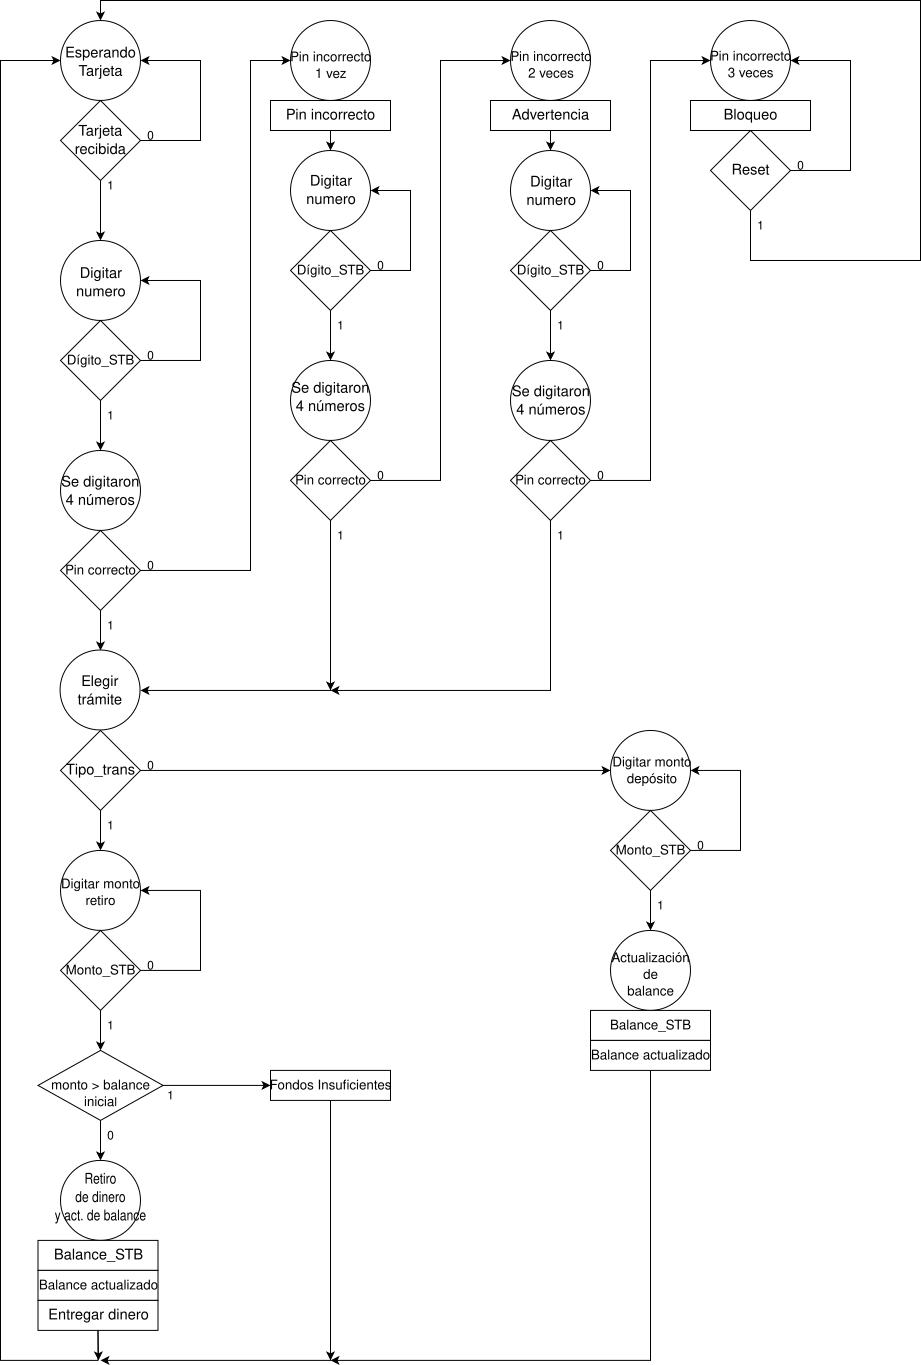 Esperando
Tarjeta
Tarjeta
recibida
0
1
Digitar
numero
Dígito_STB
0
1
Se digitaron
4 números
Pin correcto
0
1
Pin incorrecto
1 vez
Pin incorrecto
Digitar
numero
Dígito_STB
0
1
Se digitaron
4 números
Pin correcto
0
1
Pin incorrecto
2 veces
Advertencia
Digitar
numero
Dígito_STB
0
1
Se digitaron
4 números
Pin correcto
0
1
Pin incorrecto
3 veces
Bloqueo
Reset
0
1
Elegir
trámite
Tipo_trans
0
1
Digitar monto
retiro
Monto_STB
0
1
monto > balance
inicial
1
0
Fondos Insuficientes
Retiro
de dinero
y act. de balance
Balance_STB
Balance actualizado
Entregar dinero
Digitar monto
depósito
Monto_STB
0
1
Actualización
de
balance
Balance_STB
Balance actualizado